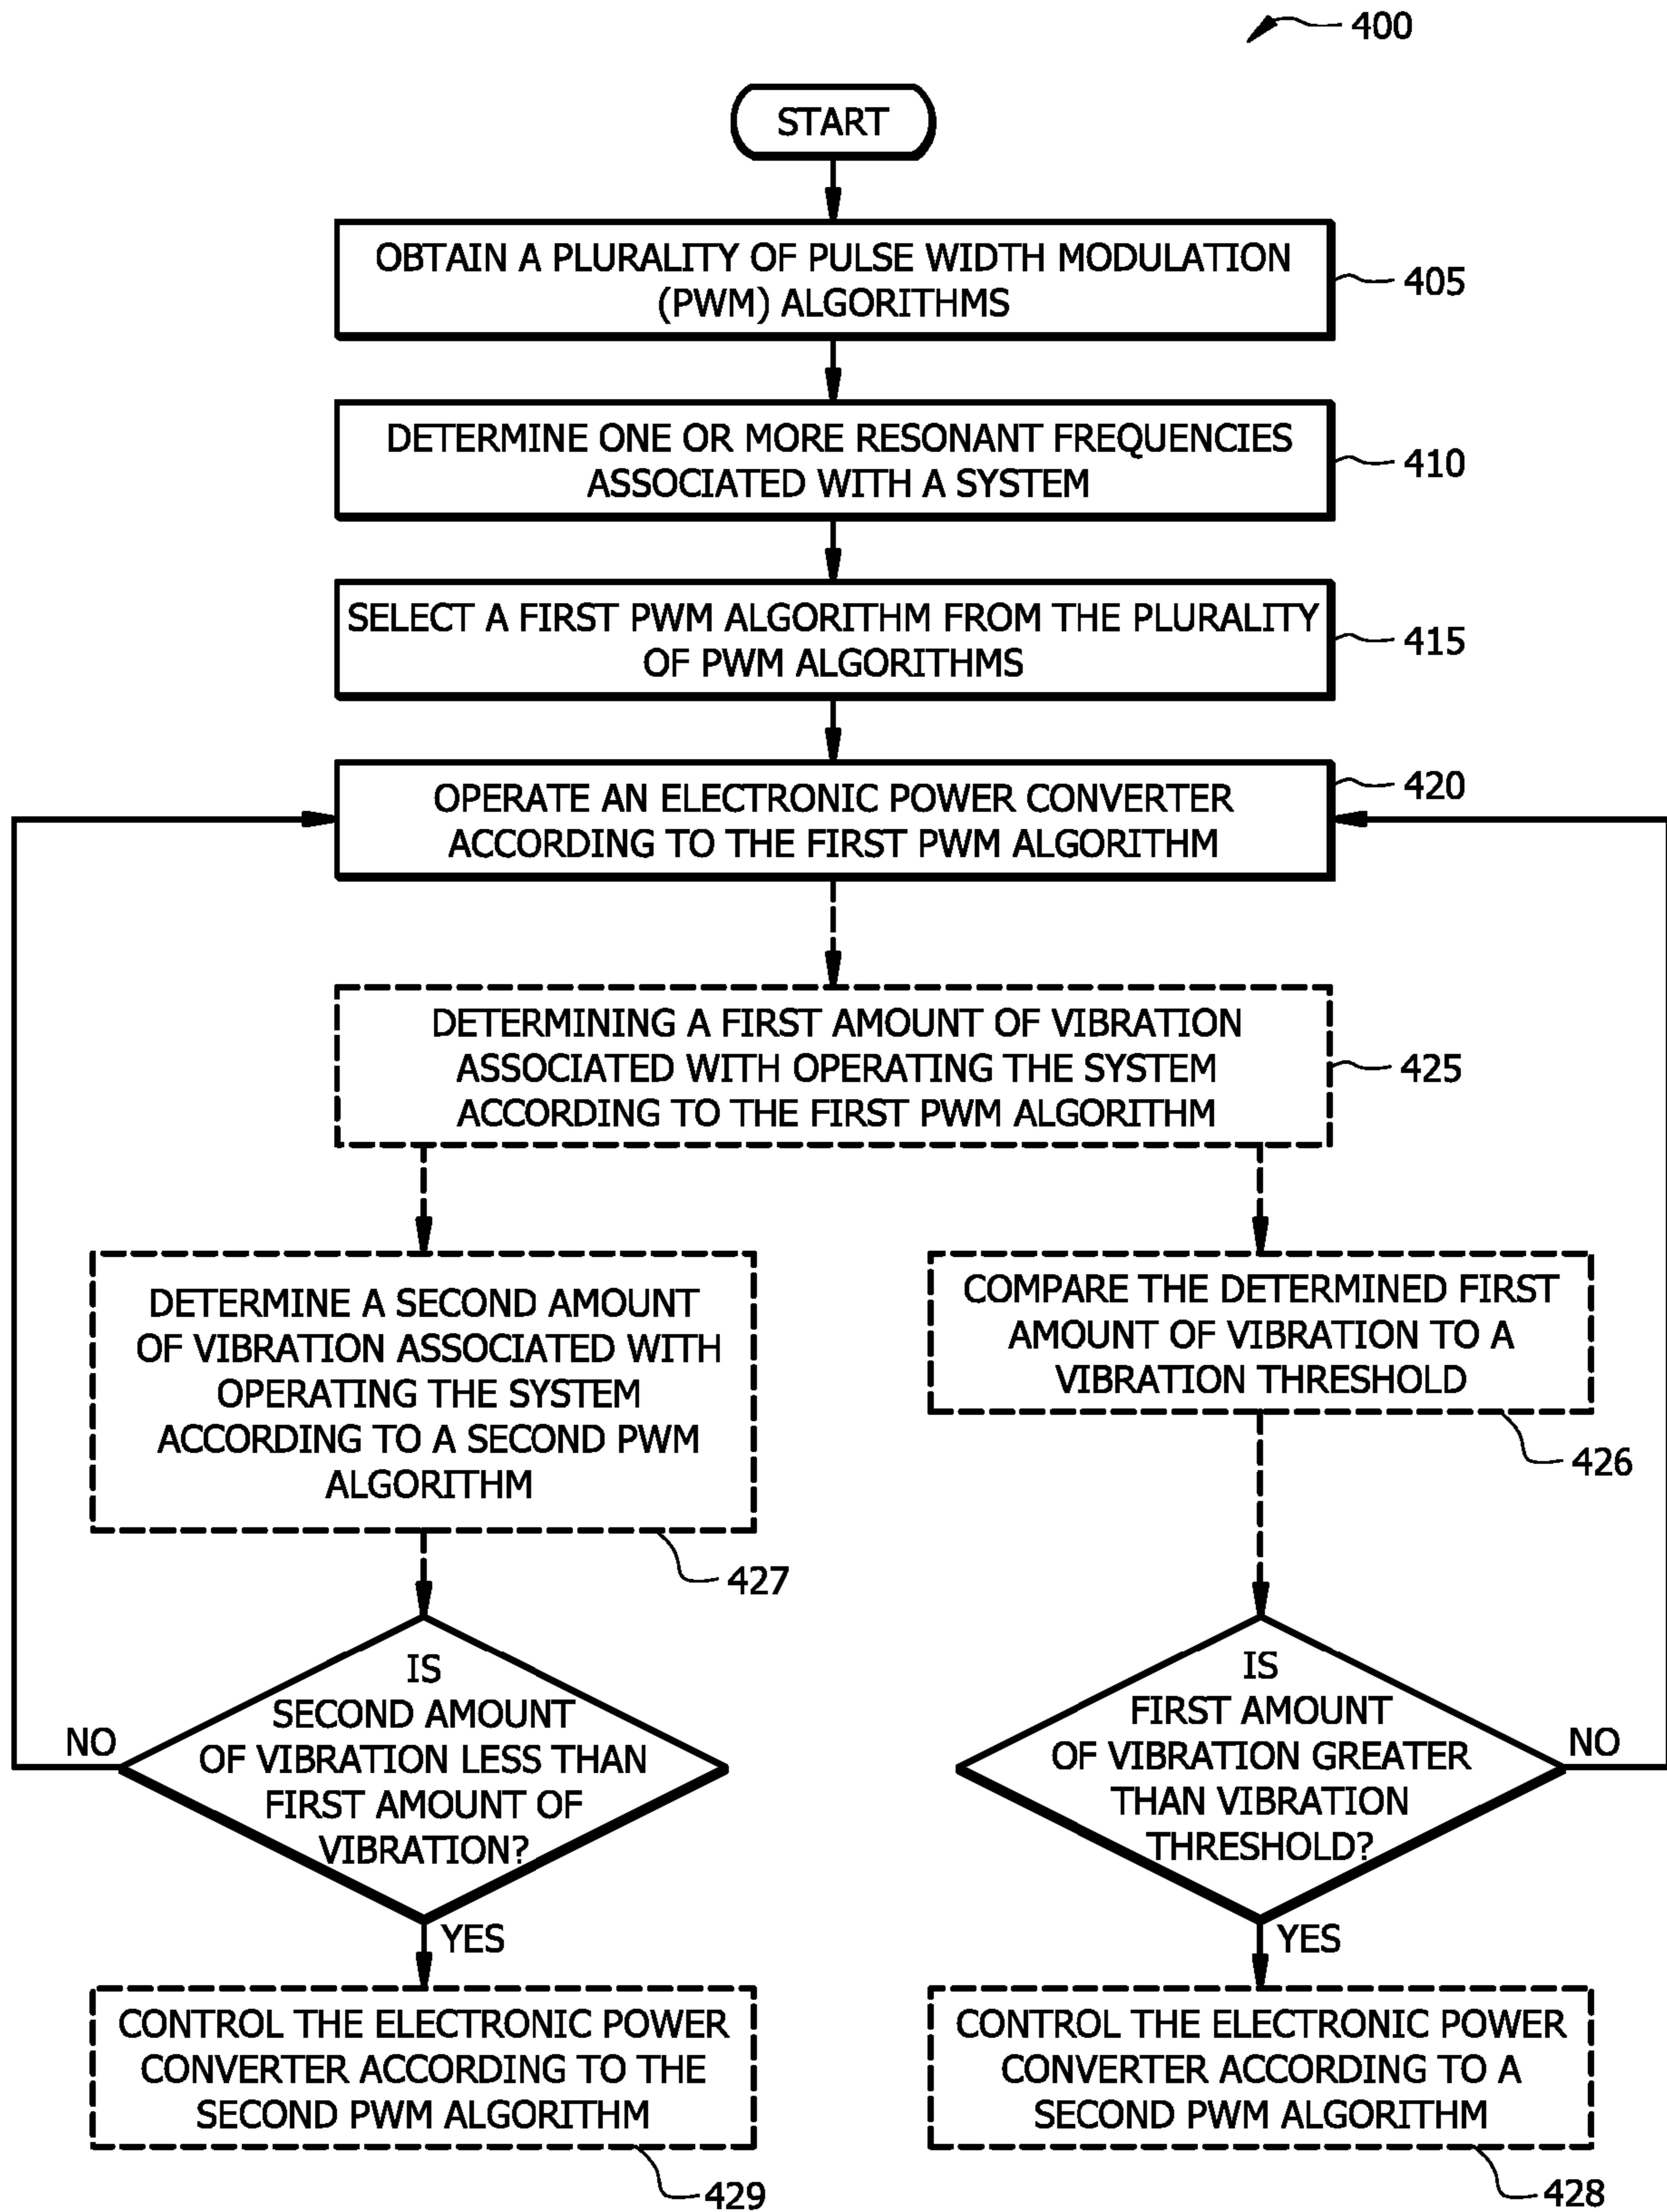 400
START
OBTAIN A PLURALITY OF PULSE WIDTH MODULATION
(PWM) ALGORITHMS
405
DETERMINE ONE OR MORE RESONANT FREQUENCIES
ASSOCIATED WITH A SYSTEM
410
SELECT A FIRST PWM ALGORITHM FROM THE PLURALITY
OF PWM ALGORITHMS
415
OPERATE AN ELECTRONIC POWER CONVERTER
ACCORDING TO THE FIRST PWM ALGORITHM
420
DETERMINING A FIRST AMOUNT OF VIBRATION
ASSOCIATED WITH OPERATING THE SYSTEM
ACCORDING TO THE FIRST PWM ALGORITHM
425
DETERMINE A SECOND AMOUNT
OF VIBRATION ASSOCIATED WITH
OPERATING THE SYSTEM
ACCORDING TO A SECOND PWM
ALGORITHM
427
COMPARE THE DETERMINED FIRST
AMOUNT OF VIBRATION TO A
VIBRATION THRESHOLD
426
IS
SECOND AMOUNT
OF VIBRATION LESS THAN
FIRST AMOUNT OF
VIBRATION?
NO
YES
IS
FIRST AMOUNT
OF VIBRATION GREATER
THAN VIBRATION
THRESHOLD?
NO
YES
CONTROL THE ELECTRONIC POWER
CONVERTER ACCORDING TO THE
SECOND PWM ALGORITHM
429
CONTROL THE ELECTRONIC POWER
CONVERTER ACCORDING TO A
SECOND PWM ALGORITHM
428